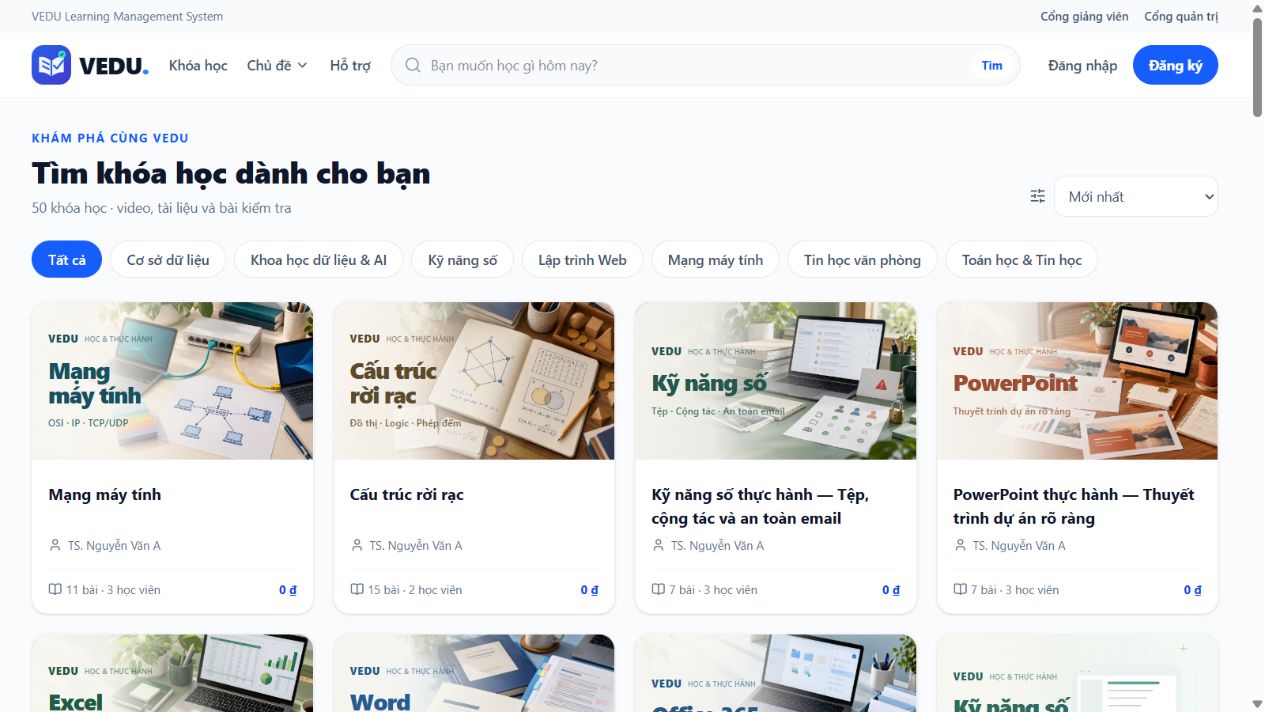 VEDU Learning Management System
Cổng giảng viên
Cổng quản trị
VEDU.
Khóa học
Chủ đề
Hỗ trợ
Bạn muốn học gì hôm nay?
Tìm
Đăng nhập
Đăng ký
KHÁM PHÁ CÙNG VEDU
Tìm khóa học dành cho bạn
50 khóa học · video, tài liệu và bài kiểm tra
Mới nhất
Tất cả
Cơ sở dữ liệu
Khoa học dữ liệu & AI
Kỹ năng số
Lập trình Web
Mạng máy tính
Tin học văn phòng
Toán học & Tin học
VEDU HỌC & THỰC HÀNH
Mạng
máy tính
OSI · IP · TCP/UDP
Mạng máy tính
TS. Nguyễn Văn A
11 bài · 3 học viên
0 ₫
VEDU HỌC & THỰC HÀNH
Cấu trúc
rời rạc
Đồ thị · Logic · Phép đếm
Cấu trúc rời rạc
TS. Nguyễn Văn A
15 bài · 2 học viên
0 ₫
VEDU HỌC & THỰC HÀNH
Kỹ năng số
Tệp · Cộng tác · An toàn email
Kỹ năng số thực hành — Tệp,
cộng tác và an toàn email
TS. Nguyễn Văn A
7 bài · 3 học viên
0 ₫
VEDU HỌC & THỰC HÀNH
PowerPoint
Thuyết trình dự án rõ ràng
PowerPoint thực hành — Thuyết
trình dự án rõ ràng
TS. Nguyễn Văn A
7 bài · 3 học viên
0 ₫
VEDU HỌC & THỰC HÀNH
Excel
VEDU HỌC & THỰC HÀNH
Word
VEDU HỌC & THỰC HÀNH
Office 365
VEDU HỌC & THỰC HÀNH
Kỹ năng số